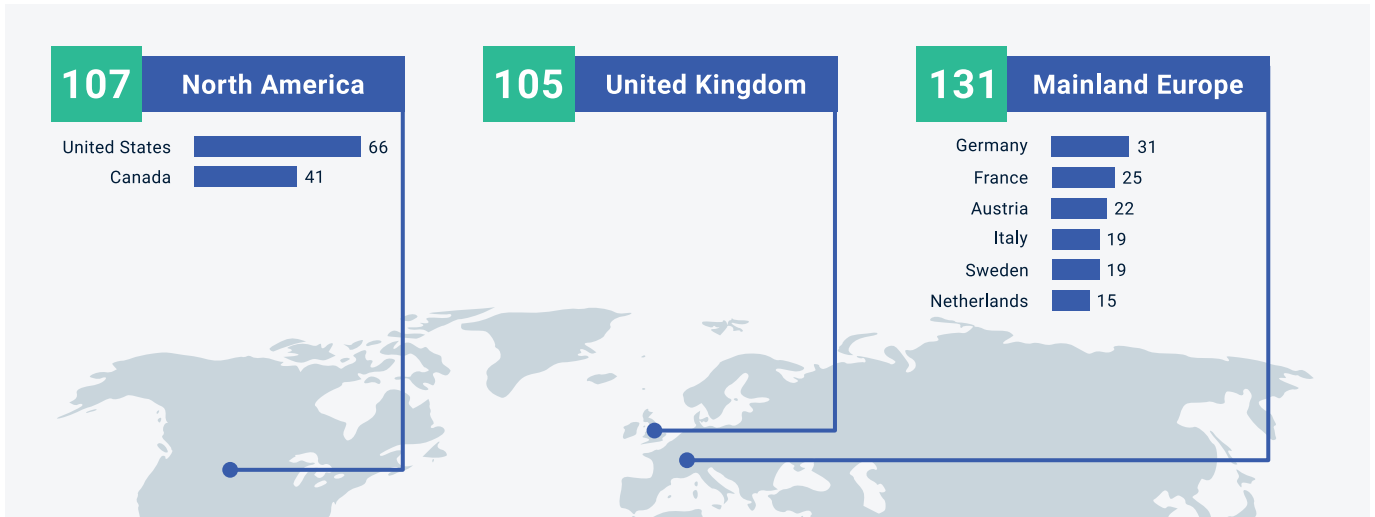 107 North America
United States 66
Canada 41
105 United Kingdom
131 Mainland Europe
Germany 31
France 25
Austria 22
Italy 19
Sweden 19
Netherlands 15